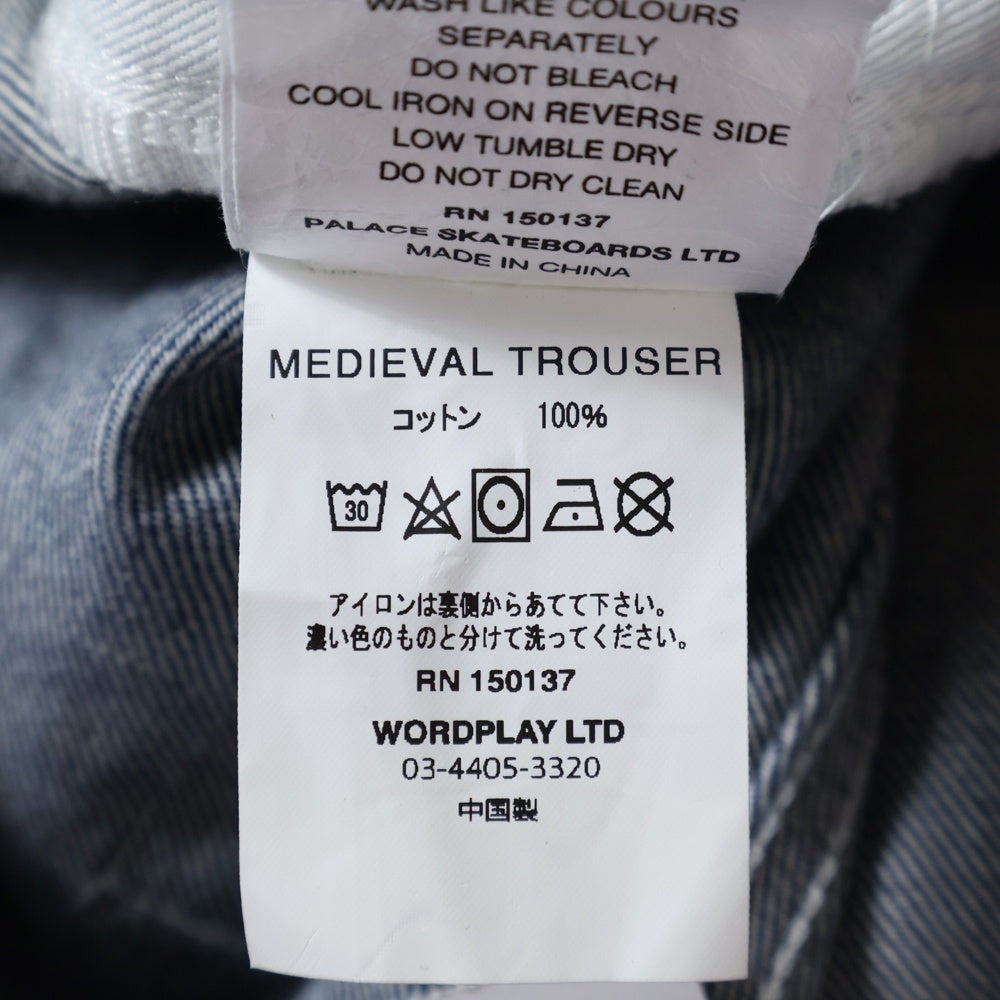 WASH LIKE COLOURS
SEPARATELY
DO NOT BLEACH
COOL IRON ON REVERSE SIDE
LOW TUMBLE DRY
DO NOT DRY CLEAN
RN 150137
PALACE SKATEBOARDS LTD
MADE IN CHINA
MEDIEVAL TROUSER
コットン 100%
30
アイロンは裏側からあてて下さい。
濃い色のものと分けて洗ってください。
RN 150137
WORDPLAY LTD
03-4405-3320
中国製